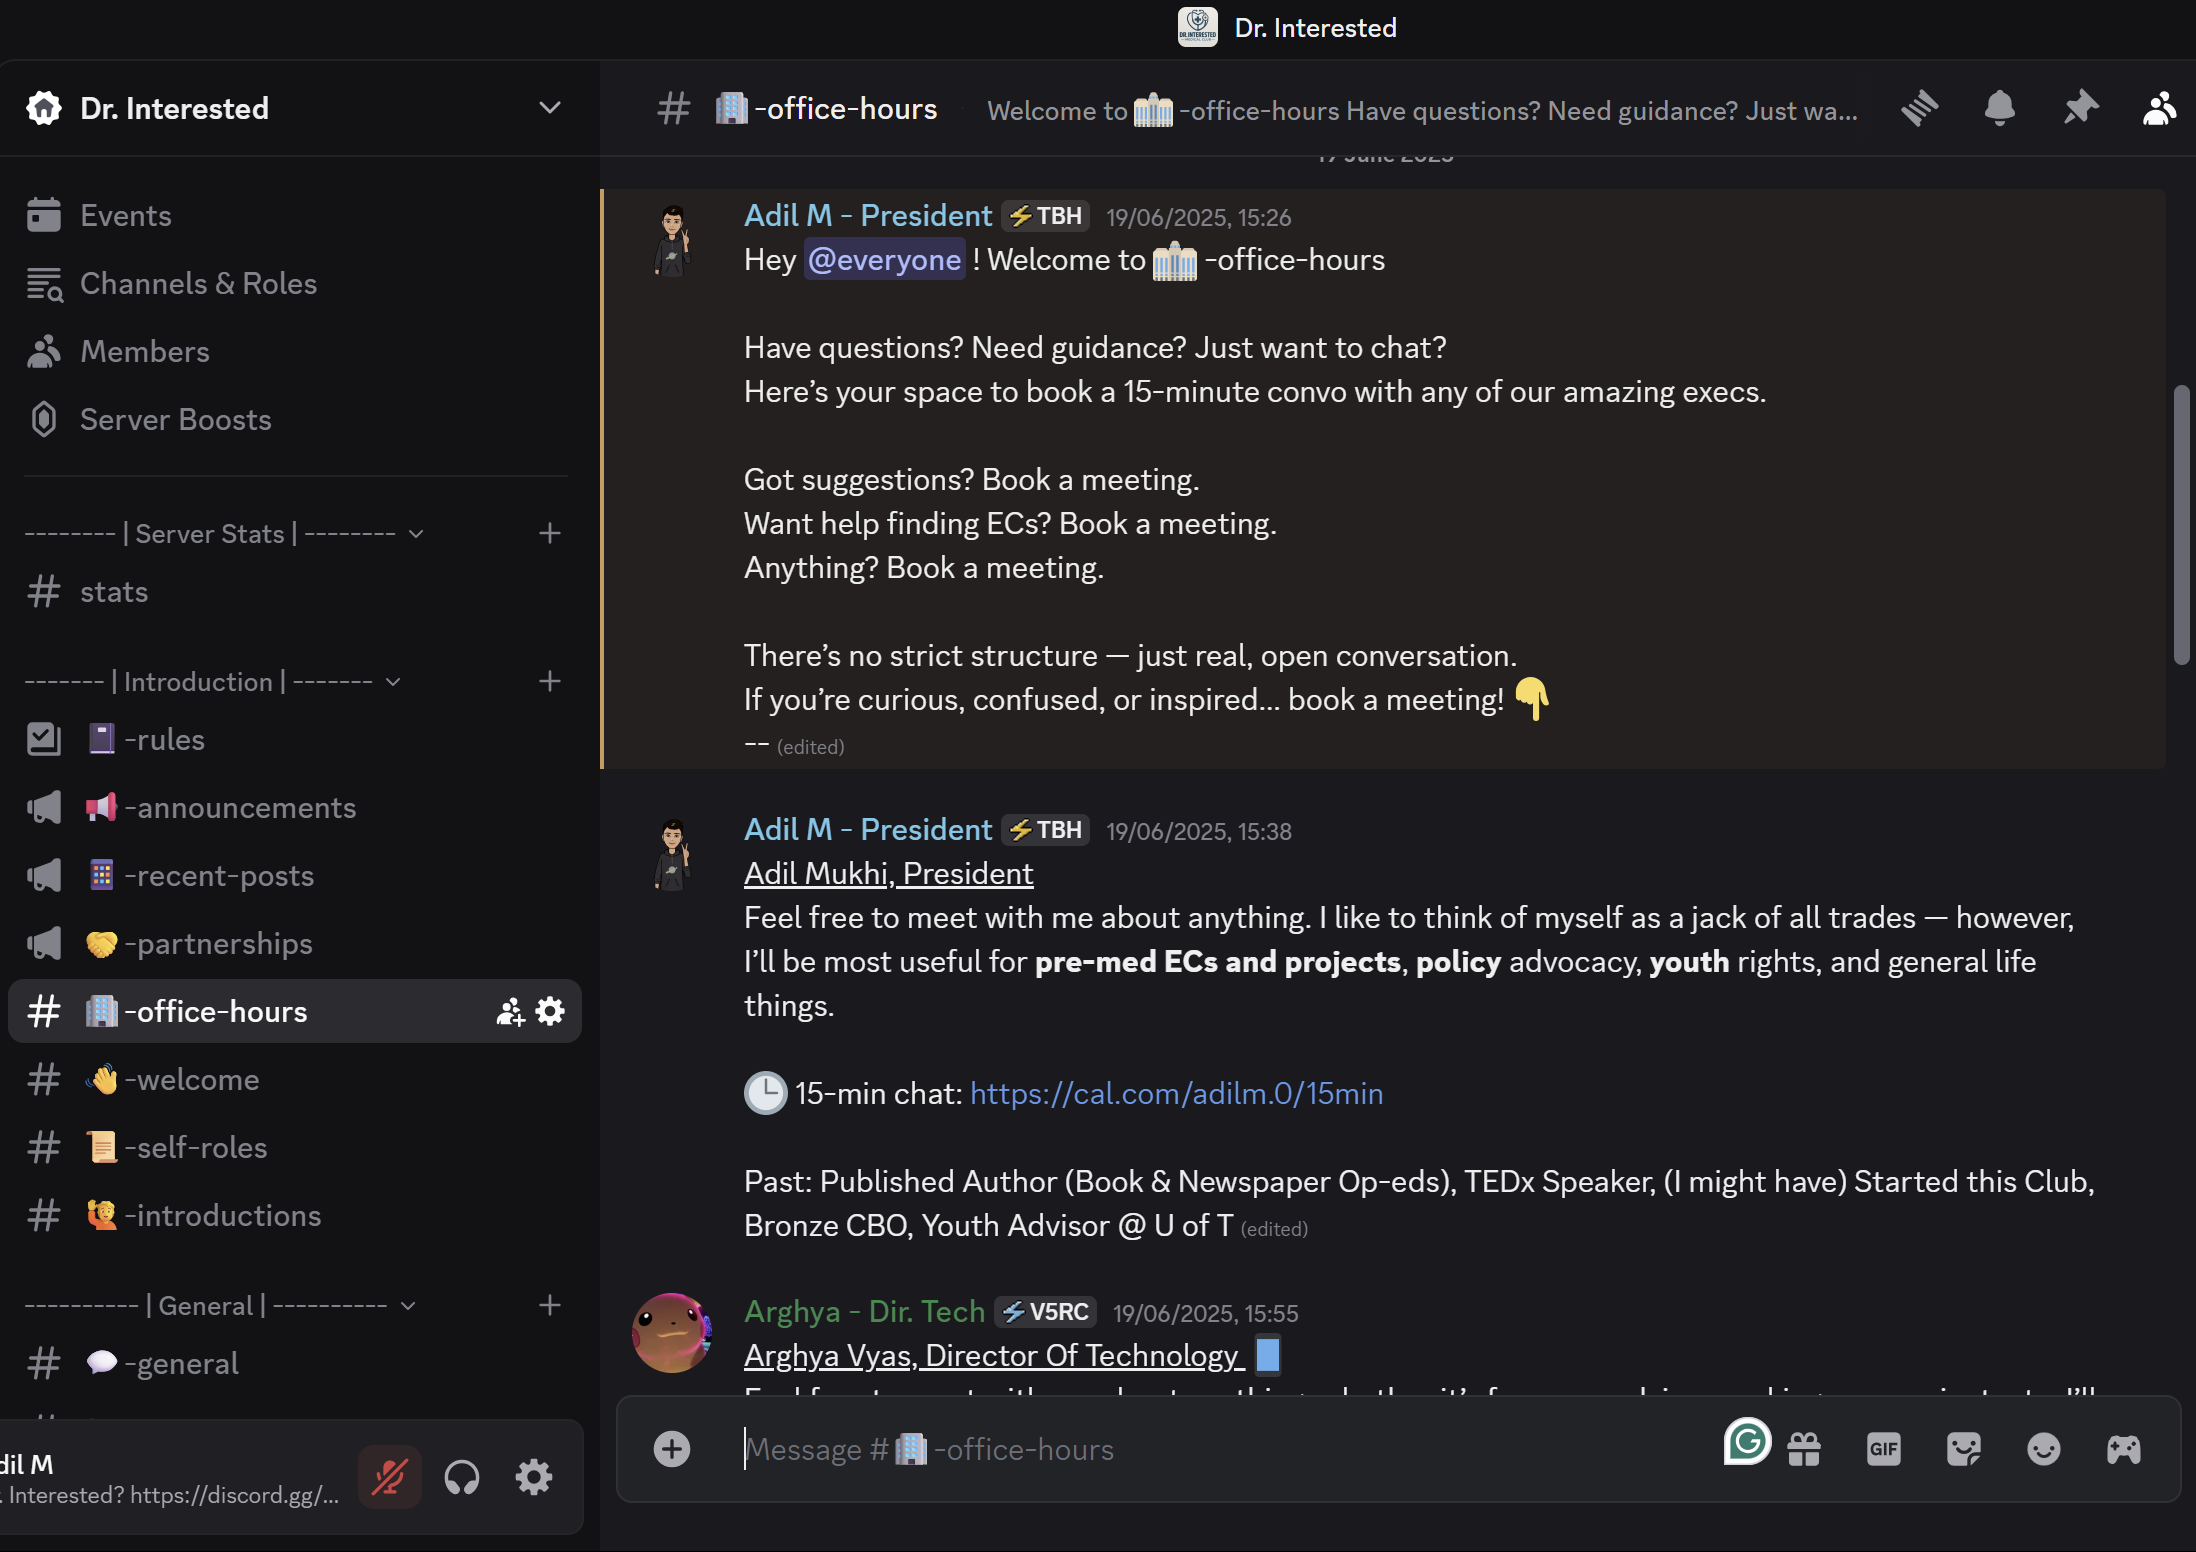 Dr. Interested
Dr. Interested
Events
Channels & Roles
Members
Server Boosts
-------- | Server Stats | --------
stats
------- | Introduction | -------
-rules
-announcements
-recent-posts
-partnerships
-office-hours
-welcome
-self-roles
-introductions
---------- | General | ----------
-general
dil M
. Interested? https://discord.gg/...
-office-hours
Welcome to -office-hours Have questions? Need guidance? Just wa...
19 June 2025
Adil M - President TBH 19/06/2025, 15:26
Hey @everyone ! Welcome to -office-hours
Have questions? Need guidance? Just want to chat?
Here’s your space to book a 15-minute convo with any of our amazing execs.
Got suggestions? Book a meeting.
Want help finding ECs? Book a meeting.
Anything? Book a meeting.
There’s no strict structure — just real, open conversation.
If you’re curious, confused, or inspired... book a meeting! 👇
-- (edited)
Adil M - President TBH 19/06/2025, 15:38
Adil Mukhi, President
Feel free to meet with me about anything. I like to think of myself as a jack of all trades — however,
I’ll be most useful for pre-med ECs and projects, policy advocacy, youth rights, and general life
things.
15-min chat: https://cal.com/adilm.0/15min
Past: Published Author (Book & Newspaper Op-eds), TEDx Speaker, (I might have) Started this Club,
Bronze CBO, Youth Advisor @ U of T (edited)
Arghya - Dir. Tech V5RC 19/06/2025, 15:55
Arghya Vyas, Director Of Technology
Message # -office-hours
GIF